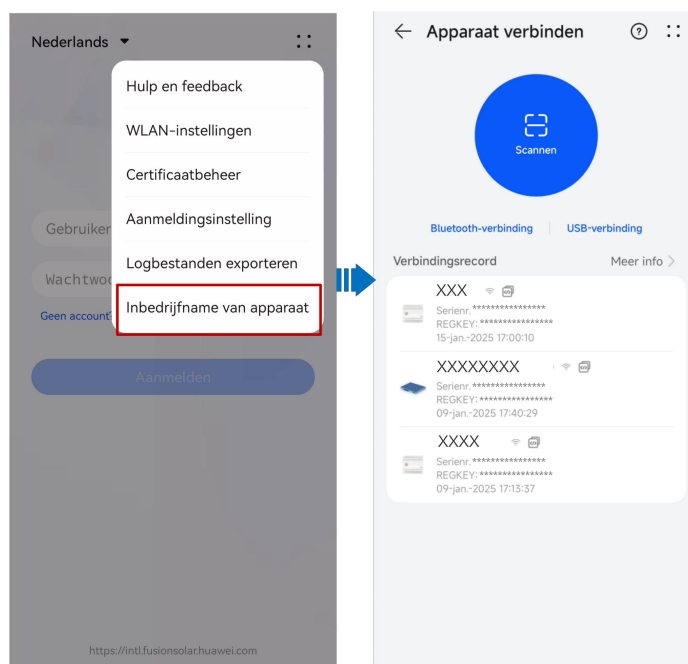 Nederlands
Hulp en feedback
WLAN-instellingen
Certificaatbeheer
Aanmeldingsinstelling
Gebruiker
Logbestanden exporteren
Wachtwoo
Inbedrijfname van apparaat
Geen account?
Aanmelden
https://intl.fusionsolar.huawei.com
Apparaat verbinden
Scannen
Bluetooth-verbinding
USB-verbinding
Verbindingsrecord
Meer info
XXX
Serienr.****************
REGKEY:****************
15-jan.-2025 17:00:10
XXXXXXXX
Serienr.****************
REGKEY:****************
09-jan.-2025 17:40:29
XXXX
Serienr.****************
REGKEY:****************
09-jan.-2025 17:13:37